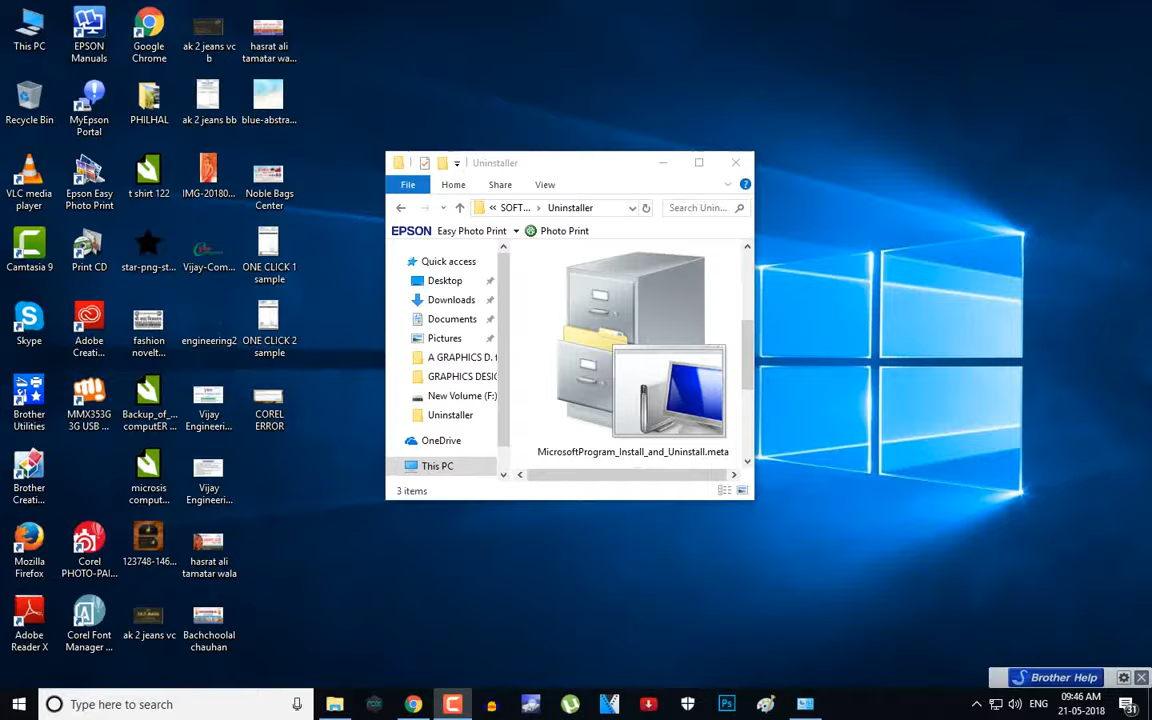 This PC
EPSON
Manuals
Google
Chrome
ak 2 jeans vc
b
hasrat ali
tamatar wa...
Recycle Bin
MyEpson
Portal
PHILHAL
ak 2 jeans bb
blue-abstra...
VLC media
player
Epson Easy
Photo Print
t shirt 122
IMG-20180...
Noble Bags
Center
Camtasia 9
Print CD
star-png-st...
Vijay-Com...
ONE CLICK 1
sample
Skype
Adobe
Creati...
fashion
novelt...
engineering2
ONE CLICK 2
sample
Brother
Utilities
MMX353G
3G USB ...
Backup_of_...
computER ...
Vijay
Engineeri...
COREL
ERROR
Brother
Creati...
microsis
comput...
Vijay
Engineeri...
Mozilla
Firefox
Corel
PHOTO-PAI...
123748-146...
hasrat ali
tamatar wala
Adobe
Reader X
Corel Font
Manager ...
ak 2 jeans vc
Bachchoolal
chauhan
Uninstaller
File
Home
Share
View
« SOFT... › Uninstaller
Search Unin...
EPSON Easy Photo Print
Photo Print
Quick access
Desktop
Downloads
Documents
Pictures
A GRAPHICS D. f
GRAPHICS DESIG
New Volume (F:)
Uninstaller
OneDrive
This PC
MicrosoftProgram_Install_and_Uninstall.meta
3 items
Brother Help
Type here to search
Ps
ENG
09:46 AM
21-05-2018
31